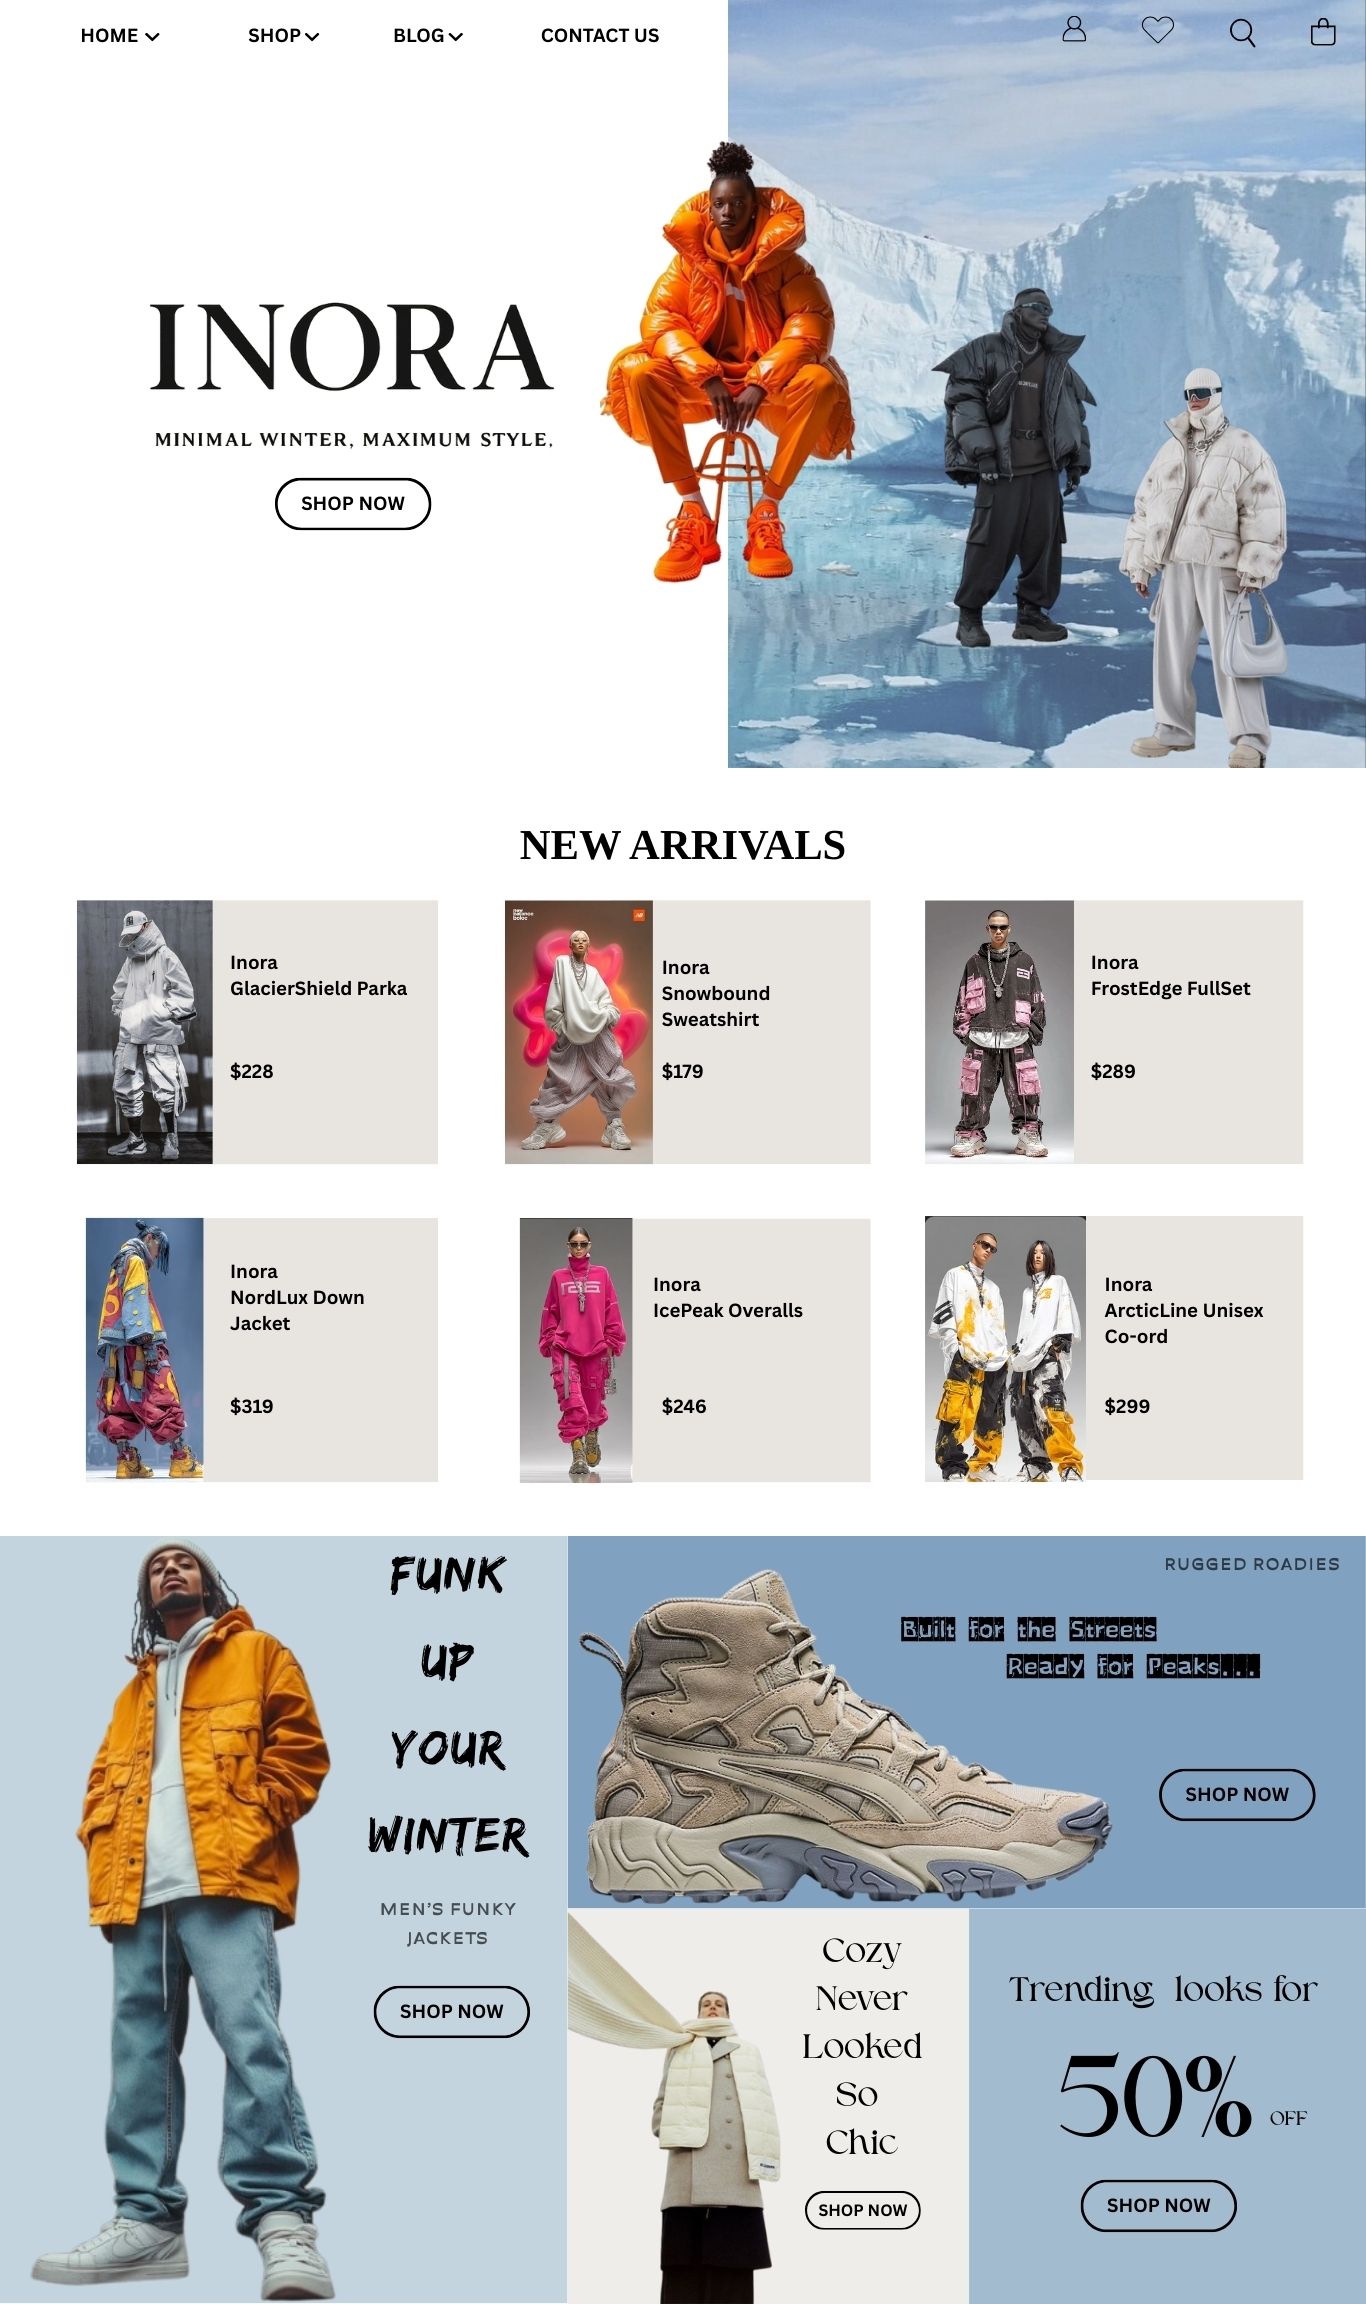 HOME
SHOP
BLOG
CONTACT US
INORA
MINIMAL WINTER, MAXIMUM STYLE.
SHOP NOW
NEW ARRIVALS
new
balance
Inora
GlacierShield Parka
$228
Inora
Snowbound
Sweatshirt
$179
Inora
FrostEdge FullSet
$289
Inora
NordLux Down
Jacket
$319
Inora
IcePeak Overalls
$246
Inora
ArcticLine Unisex
Co-ord
$299
FUNK
UP
YOUR
WINTER
MEN'S FUNKY
JACKETS
SHOP NOW
RUGGED ROADIES
Built for the Streets
Ready for Peaks...
SHOP NOW
Cozy
Never
Looked
So
Chic
SHOP NOW
Trending looks for
50%
OFF
SHOP NOW